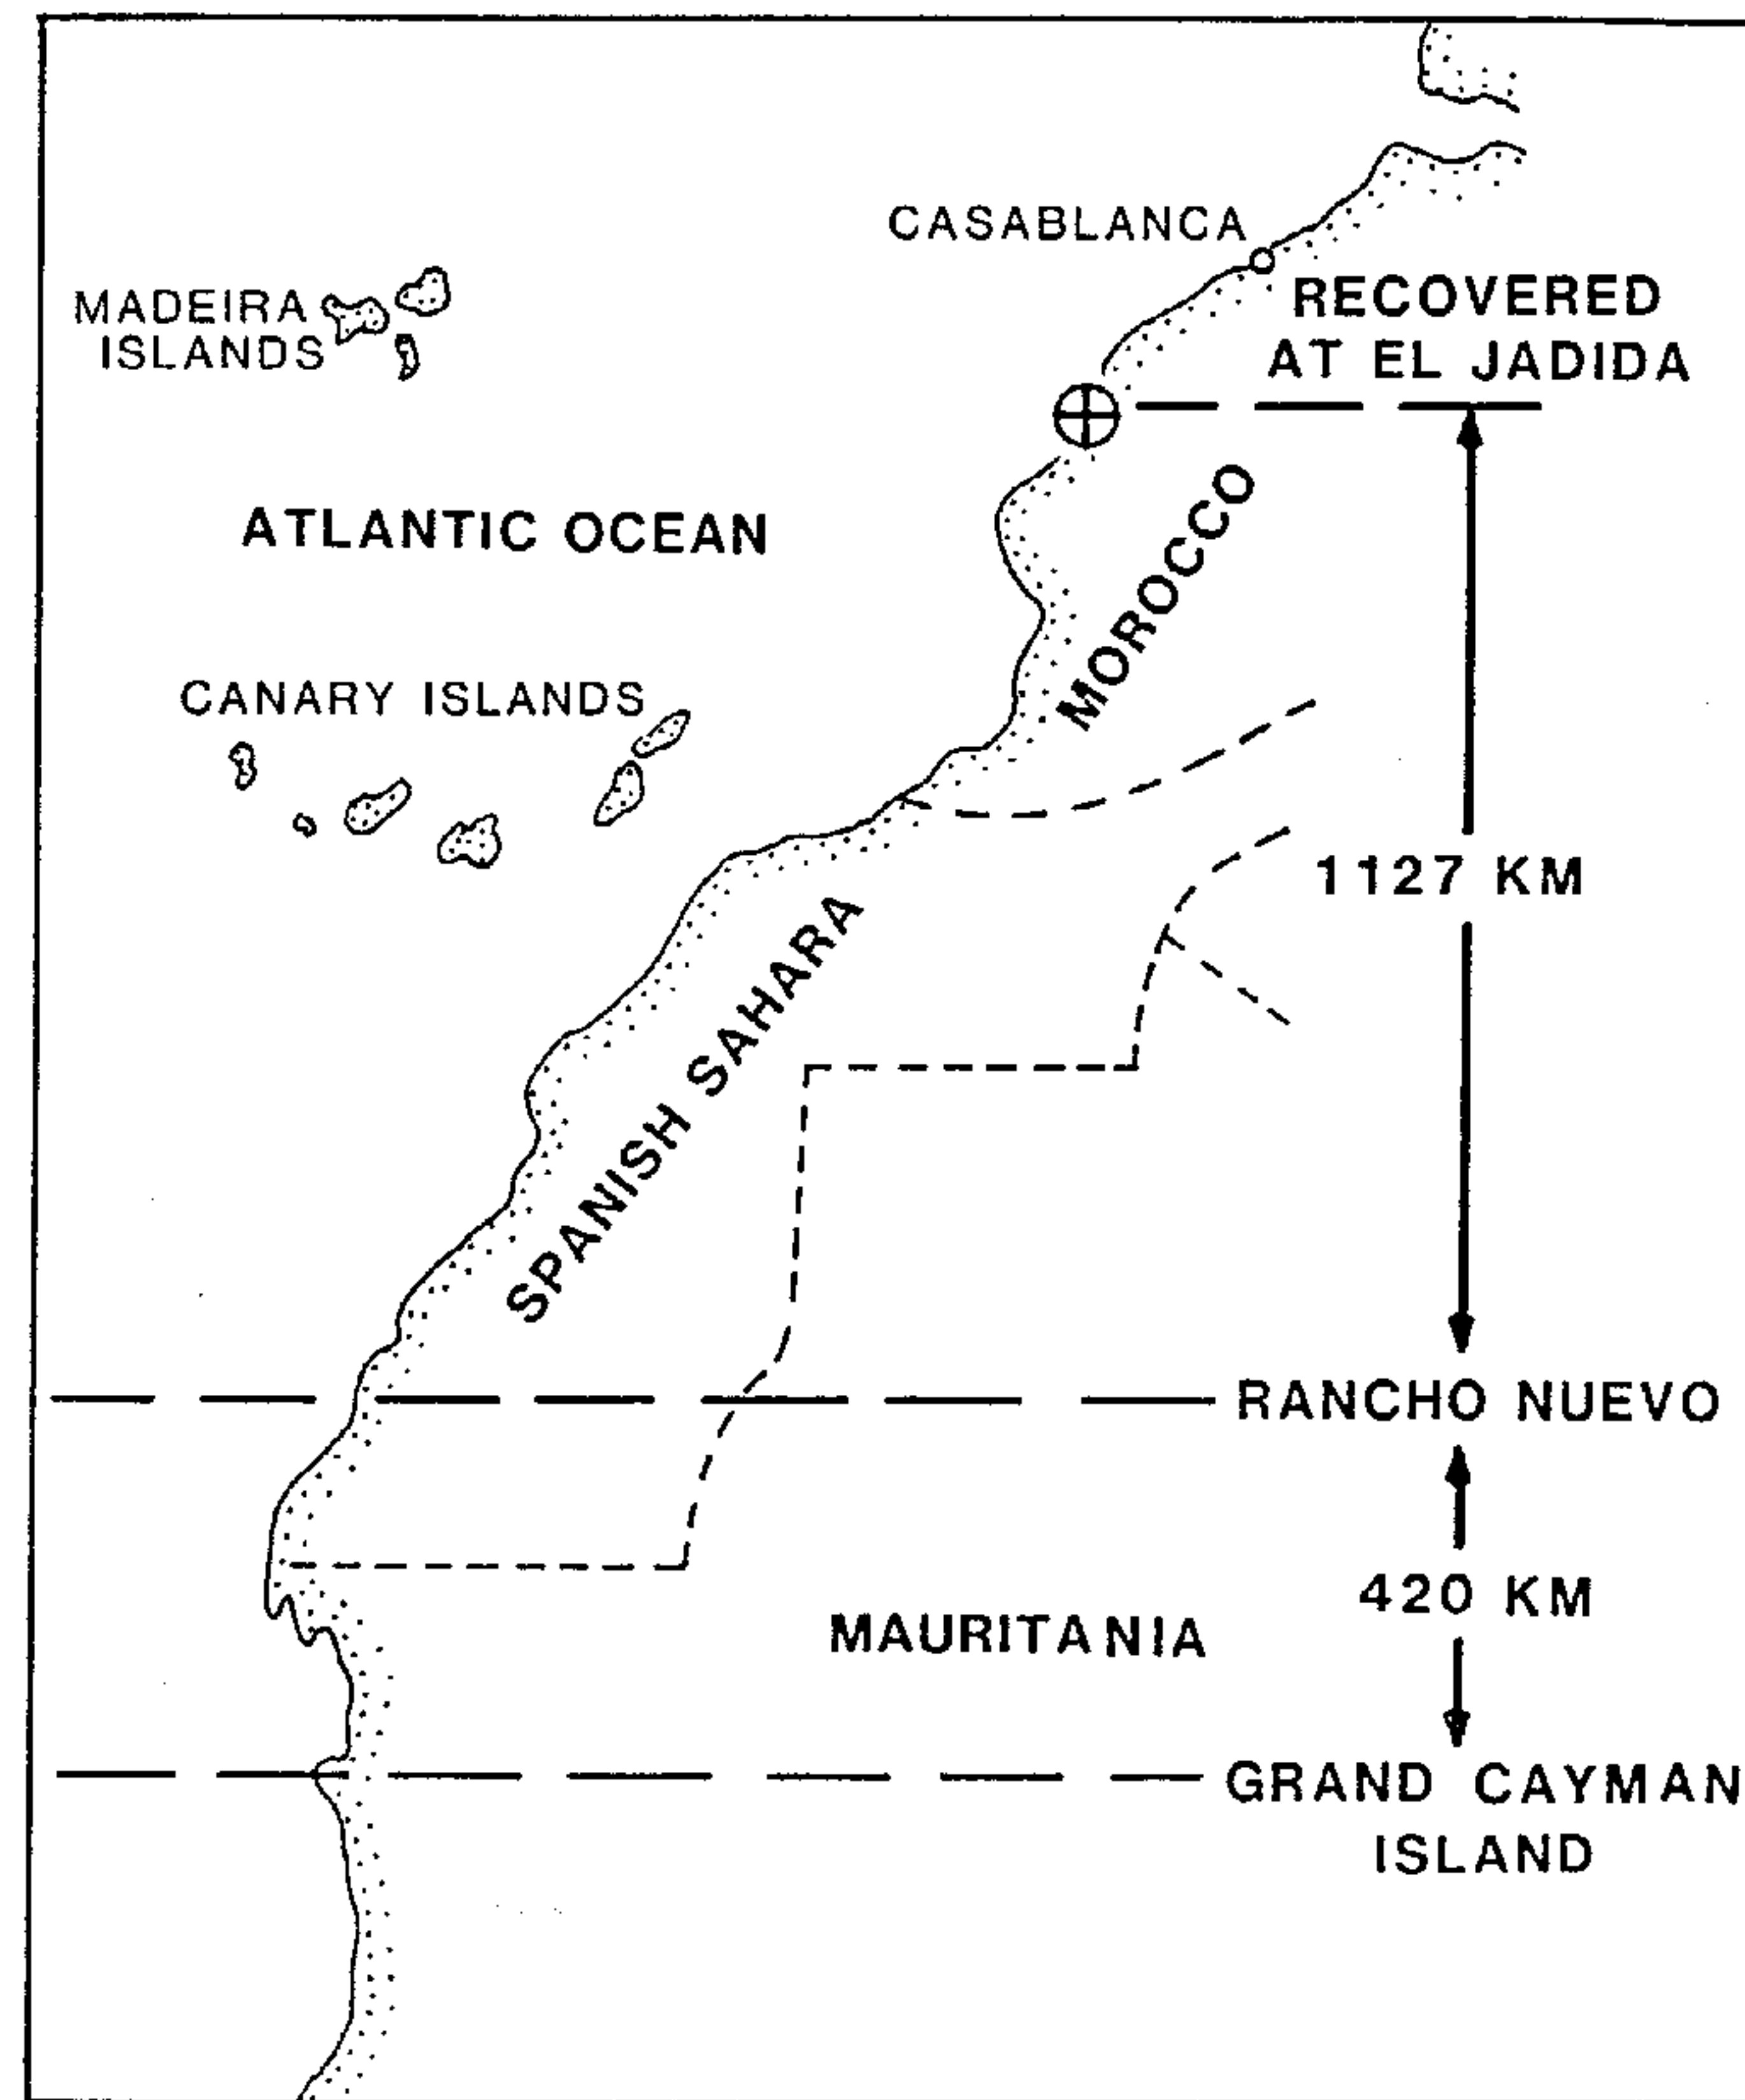 CASABLANCA
RECOVERED
AT EL JADIDA
MADEIRA
ISLANDS
ATLANTIC OCEAN
MOROCCO
CANARY ISLANDS
1127 KM
SPANISH SAHARA
RANCHO NUEVO
420 KM
MAURITANIA
GRAND CAYMAN
ISLAND